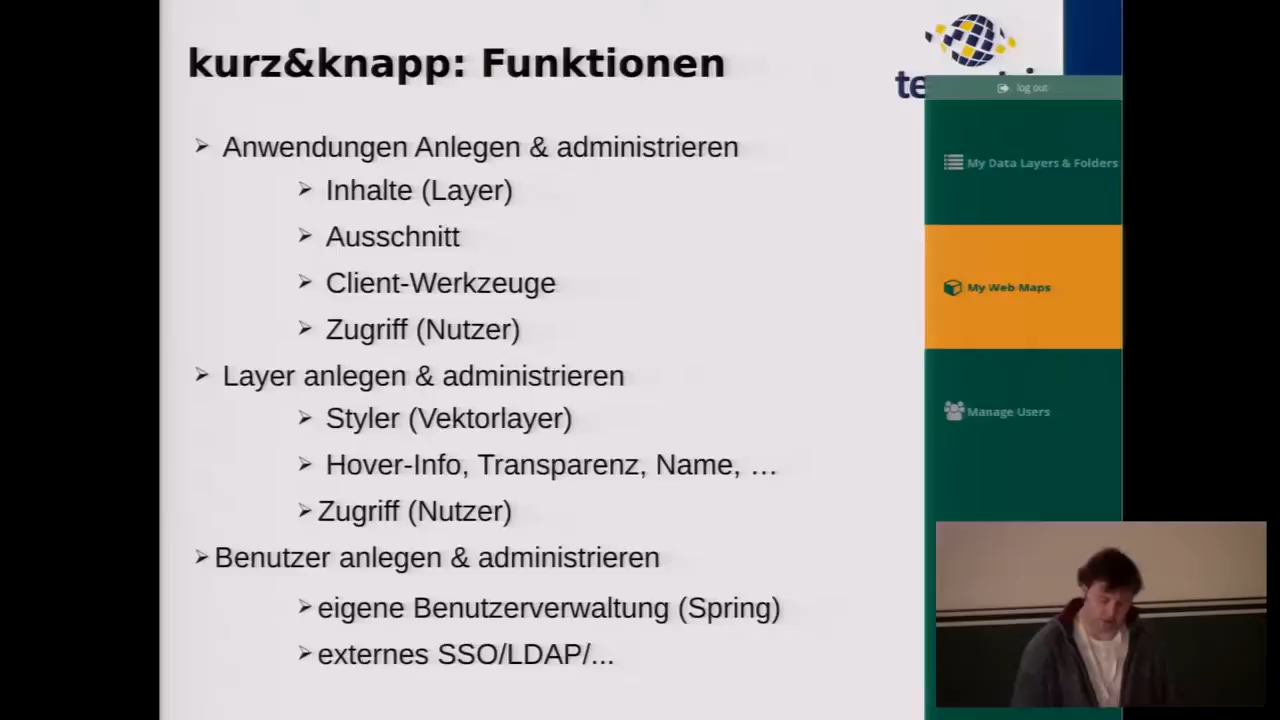 kurz&knapp: Funktionen
log out
Anwendungen Anlegen & administrieren
My Data Layers & Folders
Inhalte (Layer)
Ausschnitt
Client-Werkzeuge
My Web Maps
Zugriff (Nutzer)
Layer anlegen & administrieren
Styler (Vektorlayer)
Manage Users
Hover-Info, Transparenz, Name, …
Zugriff (Nutzer)
Benutzer anlegen & administrieren
eigene Benutzerverwaltung (Spring)
externes SSO/LDAP/...